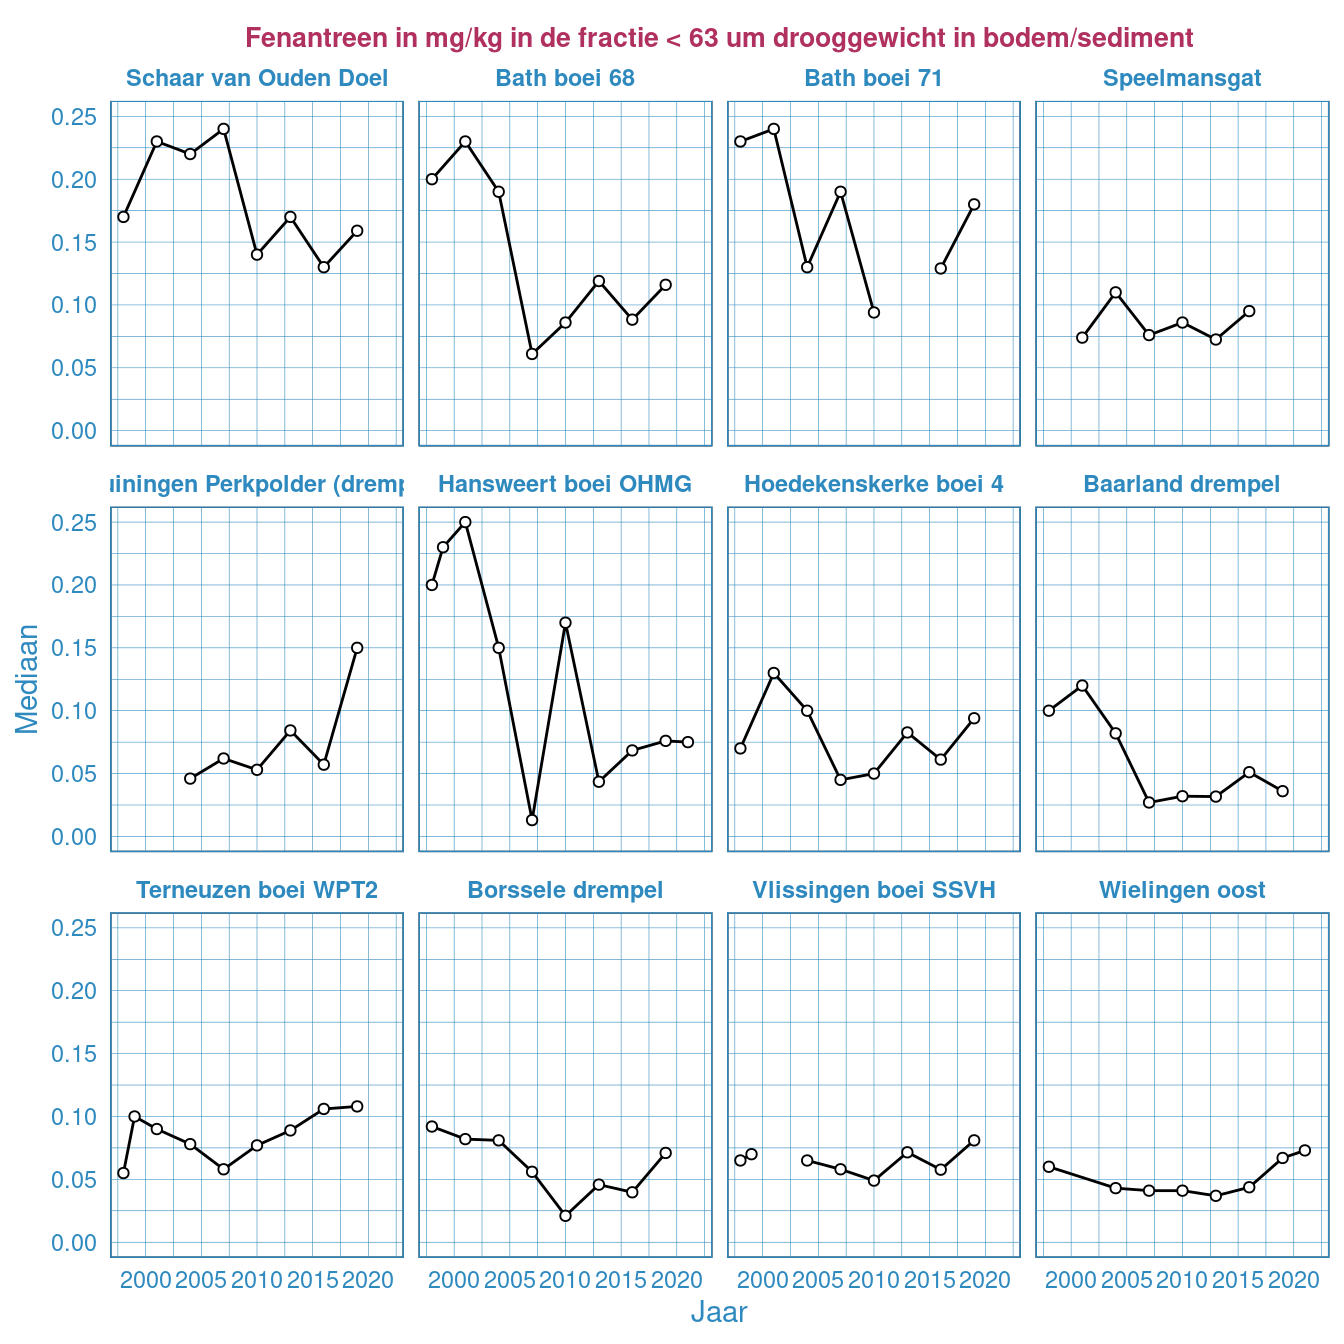 Fenantreen in mg/kg in de fractie < 63 um drooggewicht in bodem/sediment
Schaar van Ouden Doel Bath boei 68 Bath boei 71 Speelmansgat
0.25
0.20
0.15
0.10
0.05
0.00
Perkpolder Hansweert boei OHMG Hoedekenskerke boei 4 Baarland drempel
0.25
0.20
0.15
0.10
0.05
0.00
Mediaan
Terneuzen boei WPT2 Borssele drempel Vlissingen boei SSVH Wielingen oost
0.25
0.20
0.15
0.10
0.05
0.00
2000 2005 2010 2015 2020 2000 2005 2010 2015 2020 2000 2005 2010 2015 2020 2000 2005 2010 2015 2020
Jaar